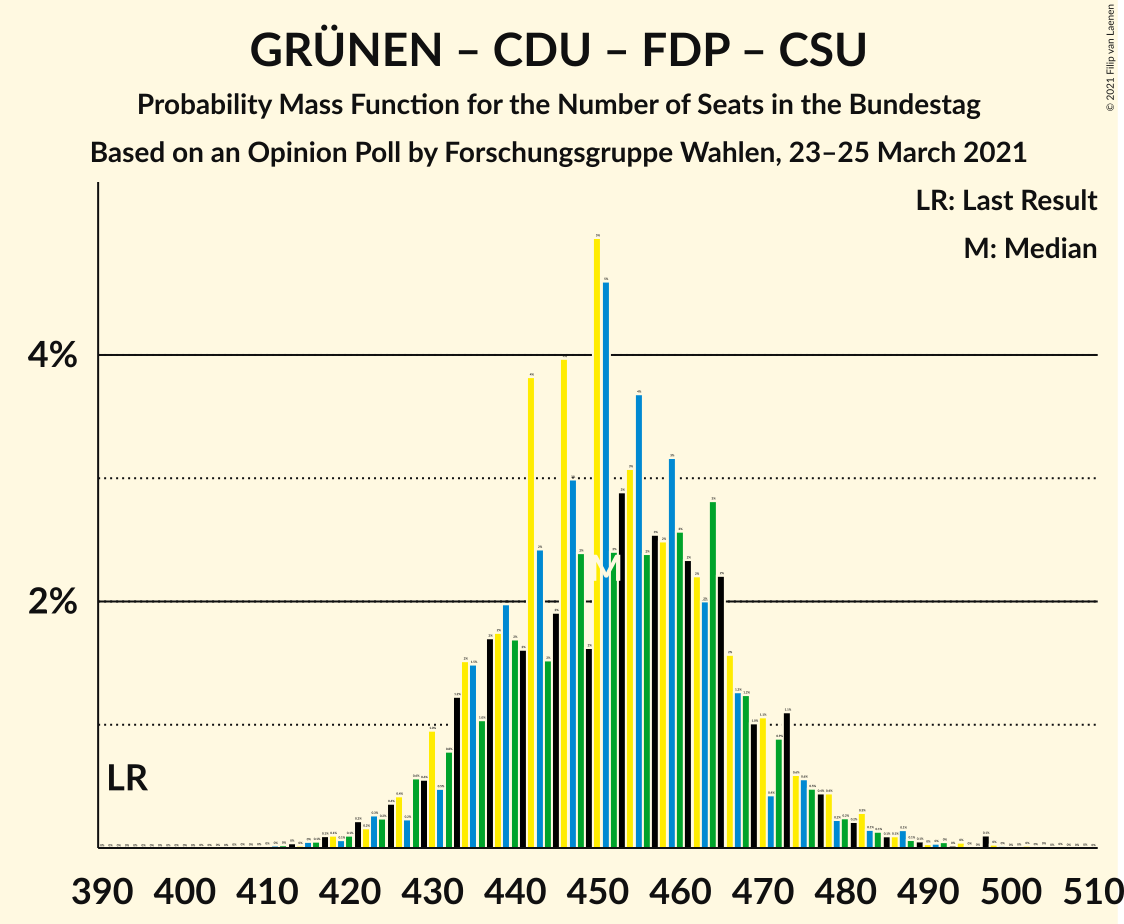 GRÜNEN – CDU – FDP – CSU
Probability Mass Function for the Number of Seats in the Bundestag
Based on an Opinion Poll by Forschungsgruppe Wahlen, 23–25 March 2021
© 2021 Filip van Laenen
LR: Last Result
M: Median
4%
2%
M
LR
390 400 410 420 430 440 450 460 470 480 490 500 510